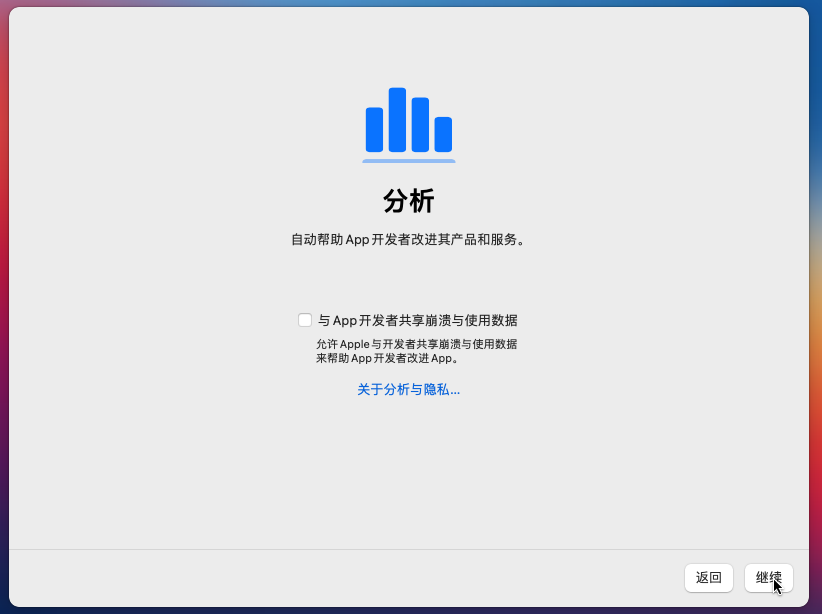 分析
自动帮助 App 开发者改进其产品和服务。
与 App 开发者共享崩溃与使用数据
允许 Apple 与开发者共享崩溃与使用数据
来帮助 App 开发者改进 App。
关于分析与隐私...
返回
继续